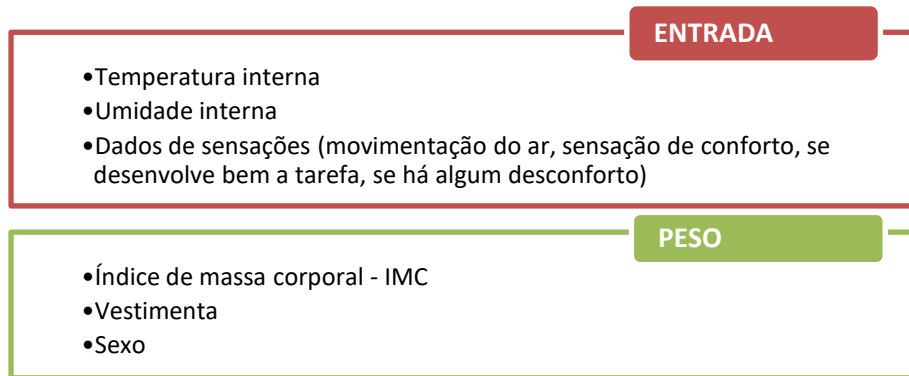 ENTRADA
•Temperatura interna
•Umidade interna
•Dados de sensações (movimentação do ar, sensação de conforto, se
desenvolve bem a tarefa, se há algum desconforto)
PESO
•Índice de massa corporal - IMC
•Vestimenta
•Sexo